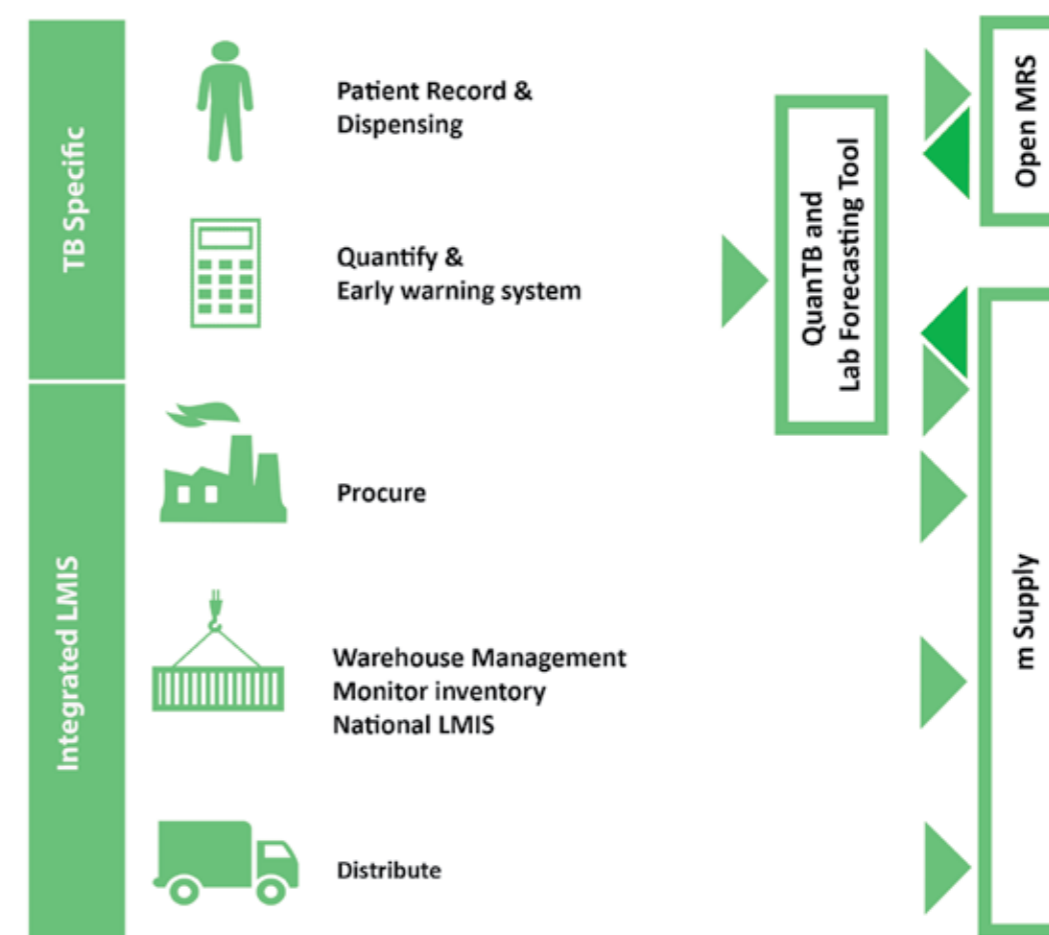 TB Specific
Patient Record &
Dispensing
Quantify &
Early warning system
QuanTB and
Lab Forecasting Tool
Open MRS
Integrated LMIS
Procure
Warehouse Management
Monitor inventory
National LMIS
Distribute
m Supply